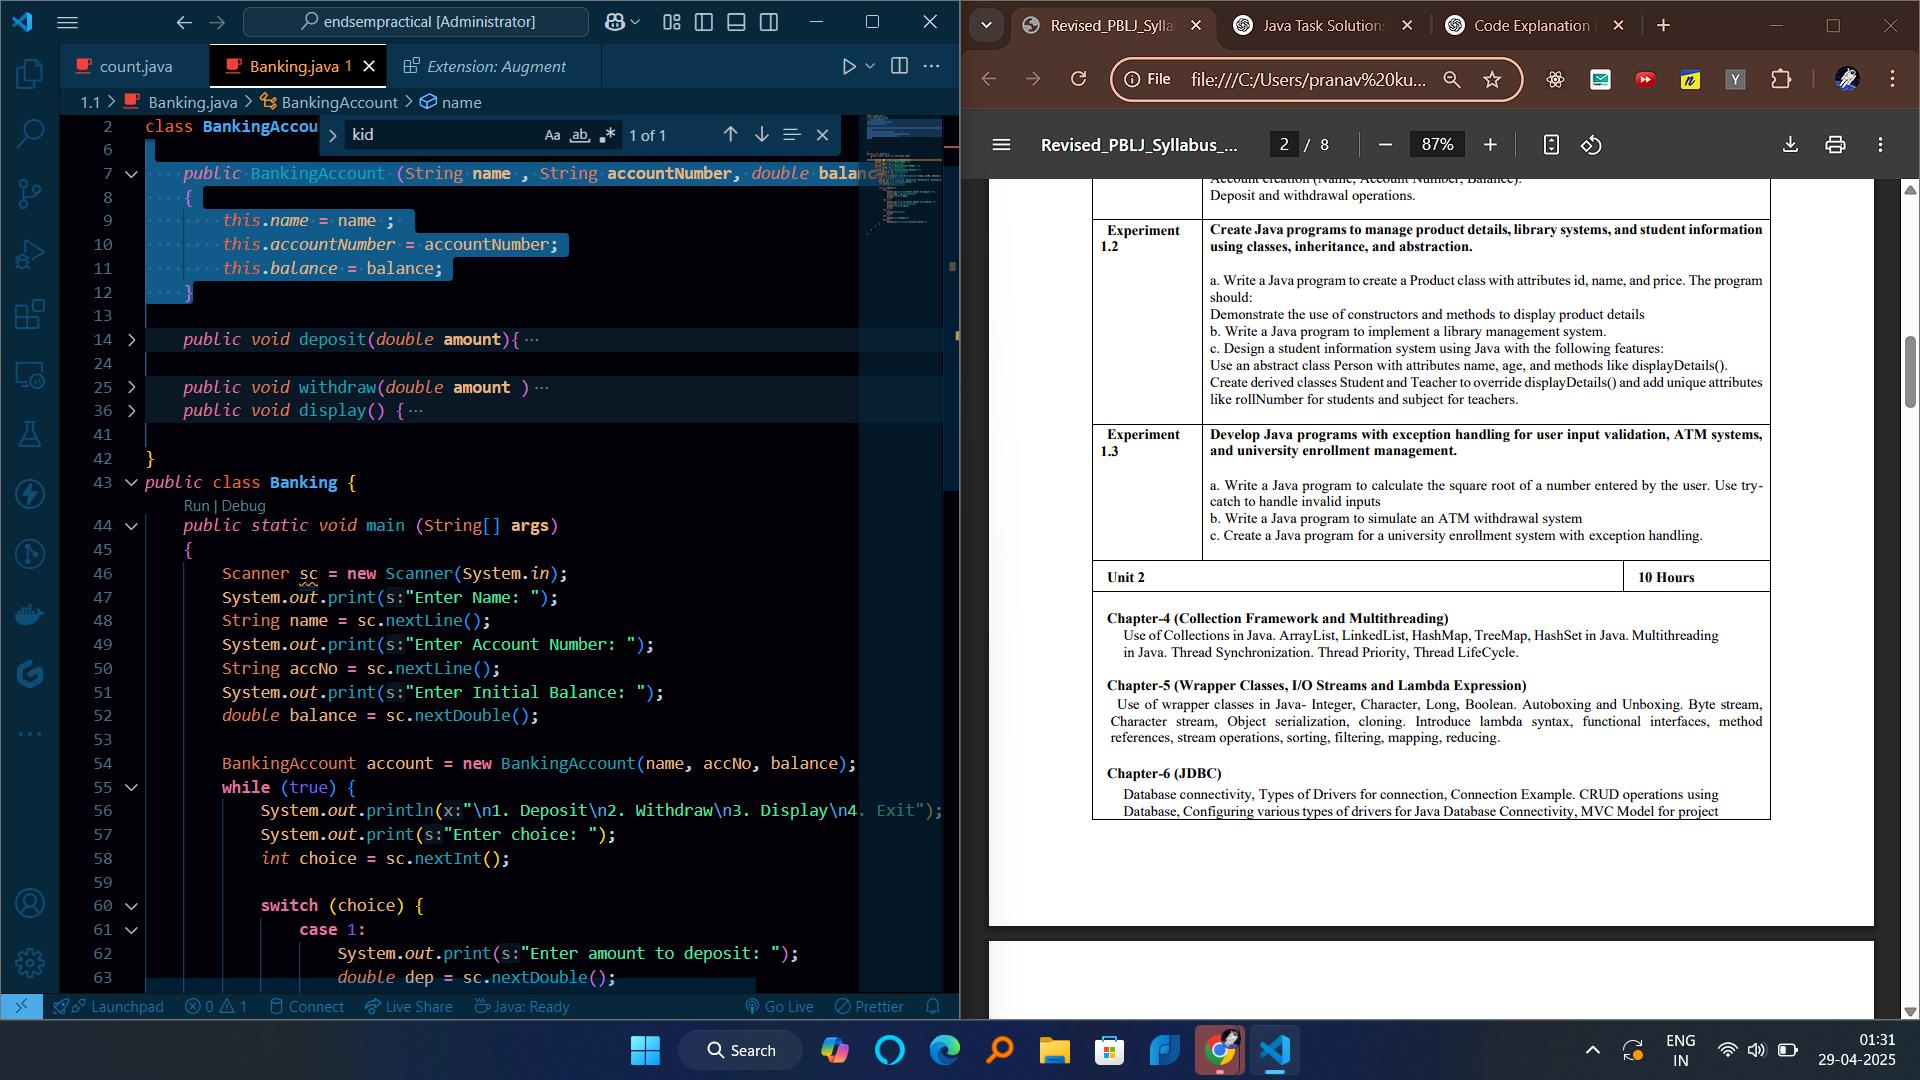 endsempractical [Administrator]
count.java
Banking.java 1
Extension: Augment
1.1 > Banking.java > BankingAccount > name
kid
Aa ab 1 of 1
2 class BankingAccou
6
7 public BankingAccount (String name , String accountNumber, double balan
8 {
9 this.name = name ;
10 this.accountNumber = accountNumber;
11 this.balance = balance;
12 }
13
14 public void deposit(double amount){ ...
24
25 public void withdraw(double amount ) ...
36 public void display() { ...
41
42 }
43 public class Banking {
Run | Debug
44 public static void main (String[] args)
45 {
46 Scanner sc = new Scanner(System.in);
47 System.out.print(s:"Enter Name: ");
48 String name = sc.nextLine();
49 System.out.print(s:"Enter Account Number: ");
50 String accNo = sc.nextLine();
51 System.out.print(s:"Enter Initial Balance: ");
52 double balance = sc.nextDouble();
53
54 BankingAccount account = new BankingAccount(name, accNo, balance);
55 while (true) {
56 System.out.println(x:"\n1. Deposit\n2. Withdraw\n3. Display\n4. Exit");
57 System.out.print(s:"Enter choice: ");
58 int choice = sc.nextInt();
59
60 switch (choice) {
61 case 1:
62 System.out.print(s:"Enter amount to deposit: ");
63 double dep = sc.nextDouble();
Launchpad 0 1 Connect Live Share Java: Ready Go Live Prettier
Revised_PBLJ_Sylla
Java Task Solutions
Code Explanation
File file:///C:/Users/pranav%20ku...
Revised_PBLJ_Syllabus_... 2 / 8 87%
Account creation (Name, Account Number, Balance).
Deposit and withdrawal operations.
Experiment
1.2
Create Java programs to manage product details, library systems, and student information
using classes, inheritance, and abstraction.
a. Write a Java program to create a Product class with attributes id, name, and price. The program
should:
Demonstrate the use of constructors and methods to display product details
b. Write a Java program to implement a library management system.
c. Design a student information system using Java with the following features:
Use an abstract class Person with attributes name, age, and methods like displayDetails().
Create derived classes Student and Teacher to override displayDetails() and add unique attributes
like rollNumber for students and subject for teachers.
Experiment
1.3
Develop Java programs with exception handling for user input validation, ATM systems,
and university enrollment management.
a. Write a Java program to calculate the square root of a number entered by the user. Use try-
catch to handle invalid inputs
b. Write a Java program to simulate an ATM withdrawal system
c. Create a Java program for a university enrollment system with exception handling.
Unit 2 10 Hours
Chapter-4 (Collection Framework and Multithreading)
Use of Collections in Java. ArrayList, LinkedList, HashMap, TreeMap, HashSet in Java. Multithreading
in Java. Thread Synchronization. Thread Priority, Thread LifeCycle.
Chapter-5 (Wrapper Classes, I/O Streams and Lambda Expression)
Use of wrapper classes in Java- Integer, Character, Long, Boolean. Autoboxing and Unboxing. Byte stream,
Character stream, Object serialization, cloning. Introduce lambda syntax, functional interfaces, method
references, stream operations, sorting, filtering, mapping, reducing.
Chapter-6 (JDBC)
Database connectivity, Types of Drivers for connection, Connection Example. CRUD operations using
Database, Configuring various types of drivers for Java Database Connectivity, MVC Model for project
Search
ENG
IN
01:31
29-04-2025